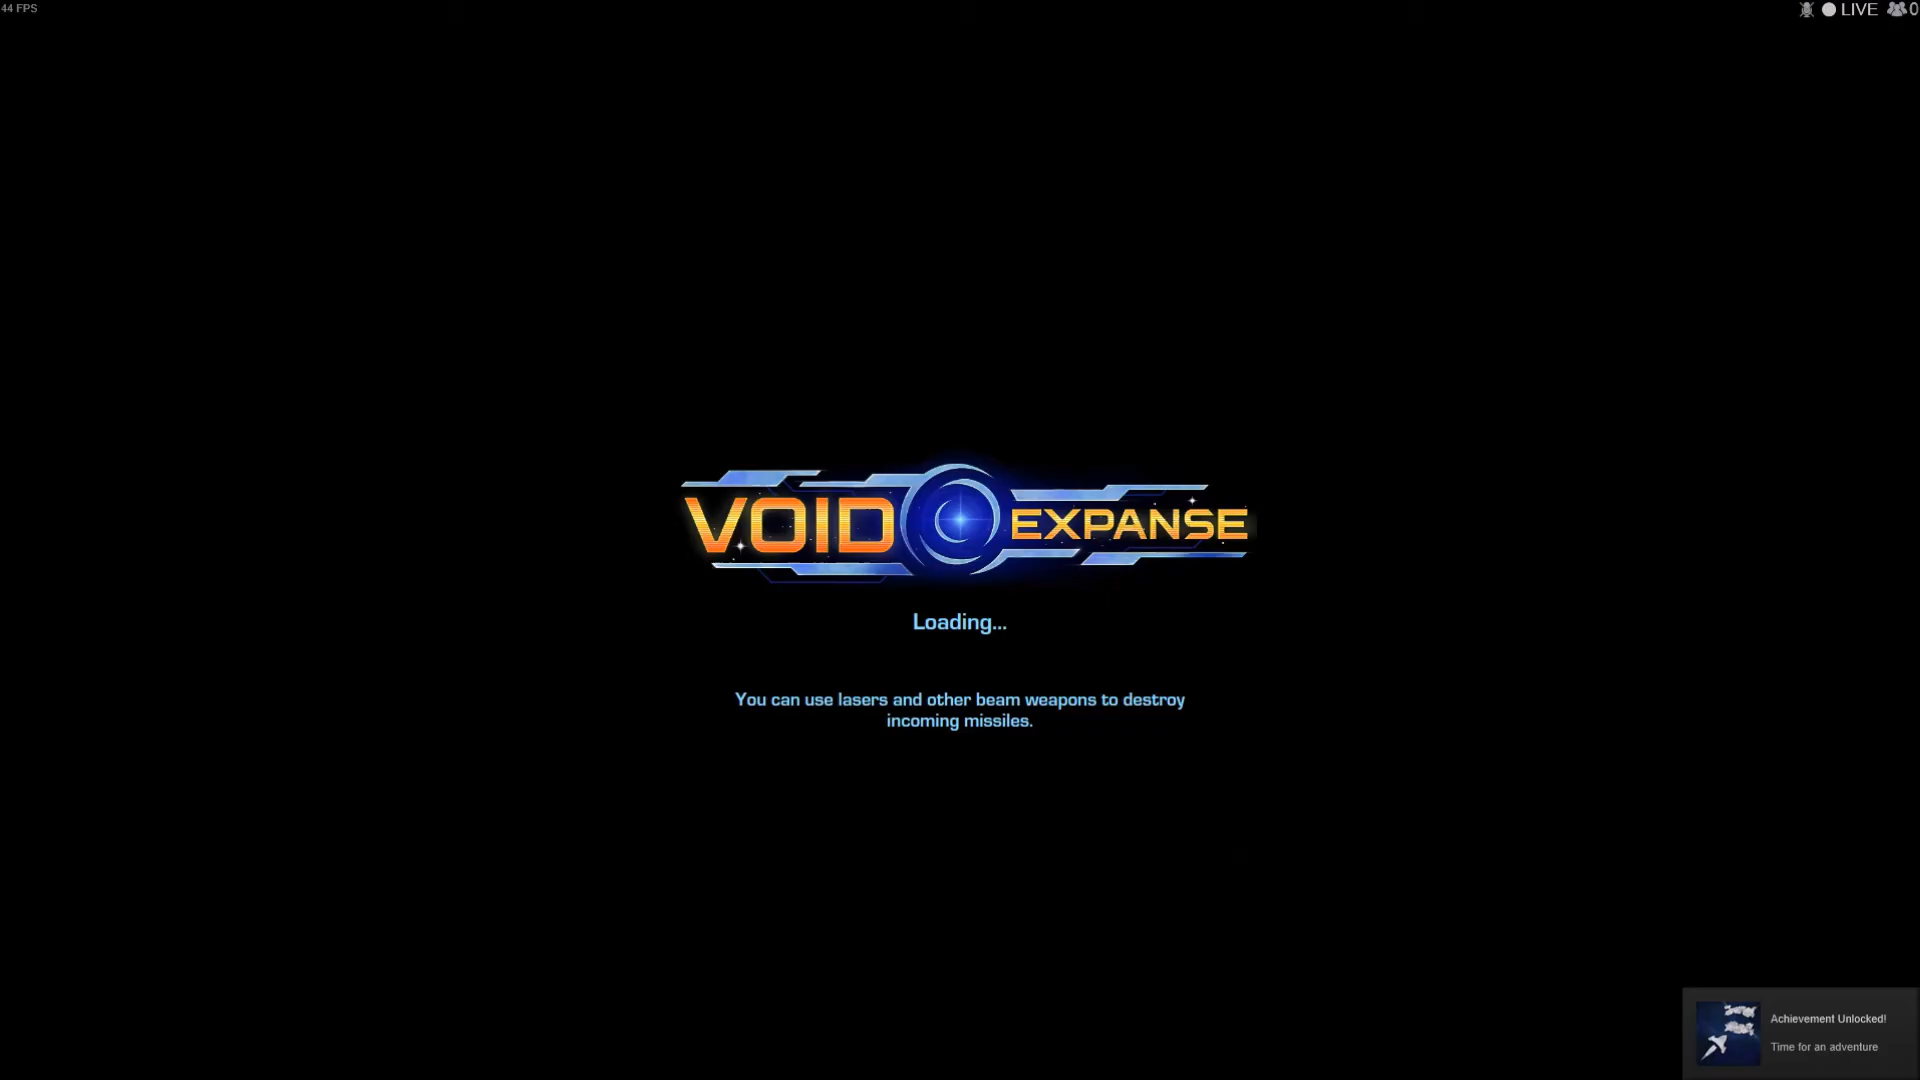 44 FPS
LIVE 0
VOID EXPANSE
Loading...
You can use lasers and other beam weapons to destroy
incoming missiles.
Achievement Unlocked!
Time for an adventure